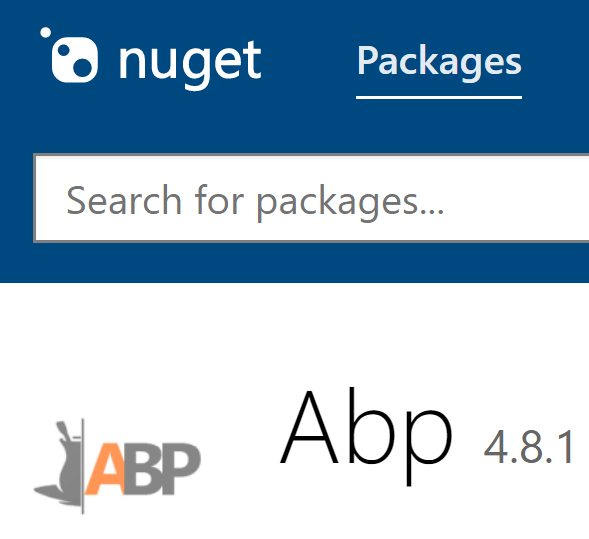 nuget
Packages
Search for packages...
ABP
Abp 4.8.1